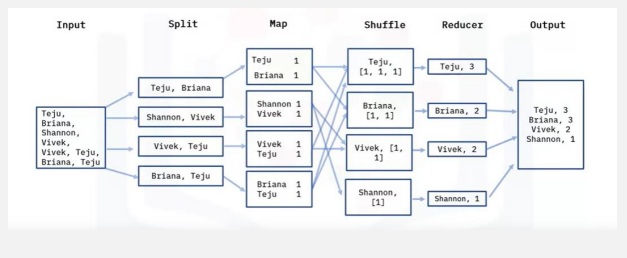 Input
Split
Map
Shuffle
Reducer
Output
Teju,
Briana,
Shannon,
Vivek,
Vivek, Teju,
Briana, Teju
Teju, Briana
Shannon, Vivek
Vivek, Teju
Briana, Teju
Teju 1
Briana 1
Shannon 1
Vivek 1
Vivek 1
Teju 1
Briana 1
Teju 1
Teju,
[1, 1, 1]
Briana,
[1, 1]
Vivek, [1,
1]
Shannon,
[1]
Teju, 3
Briana, 2
Vivek, 2
Shannon, 1
Teju, 3
Briana, 3
Vivek, 2
Shannon, 1